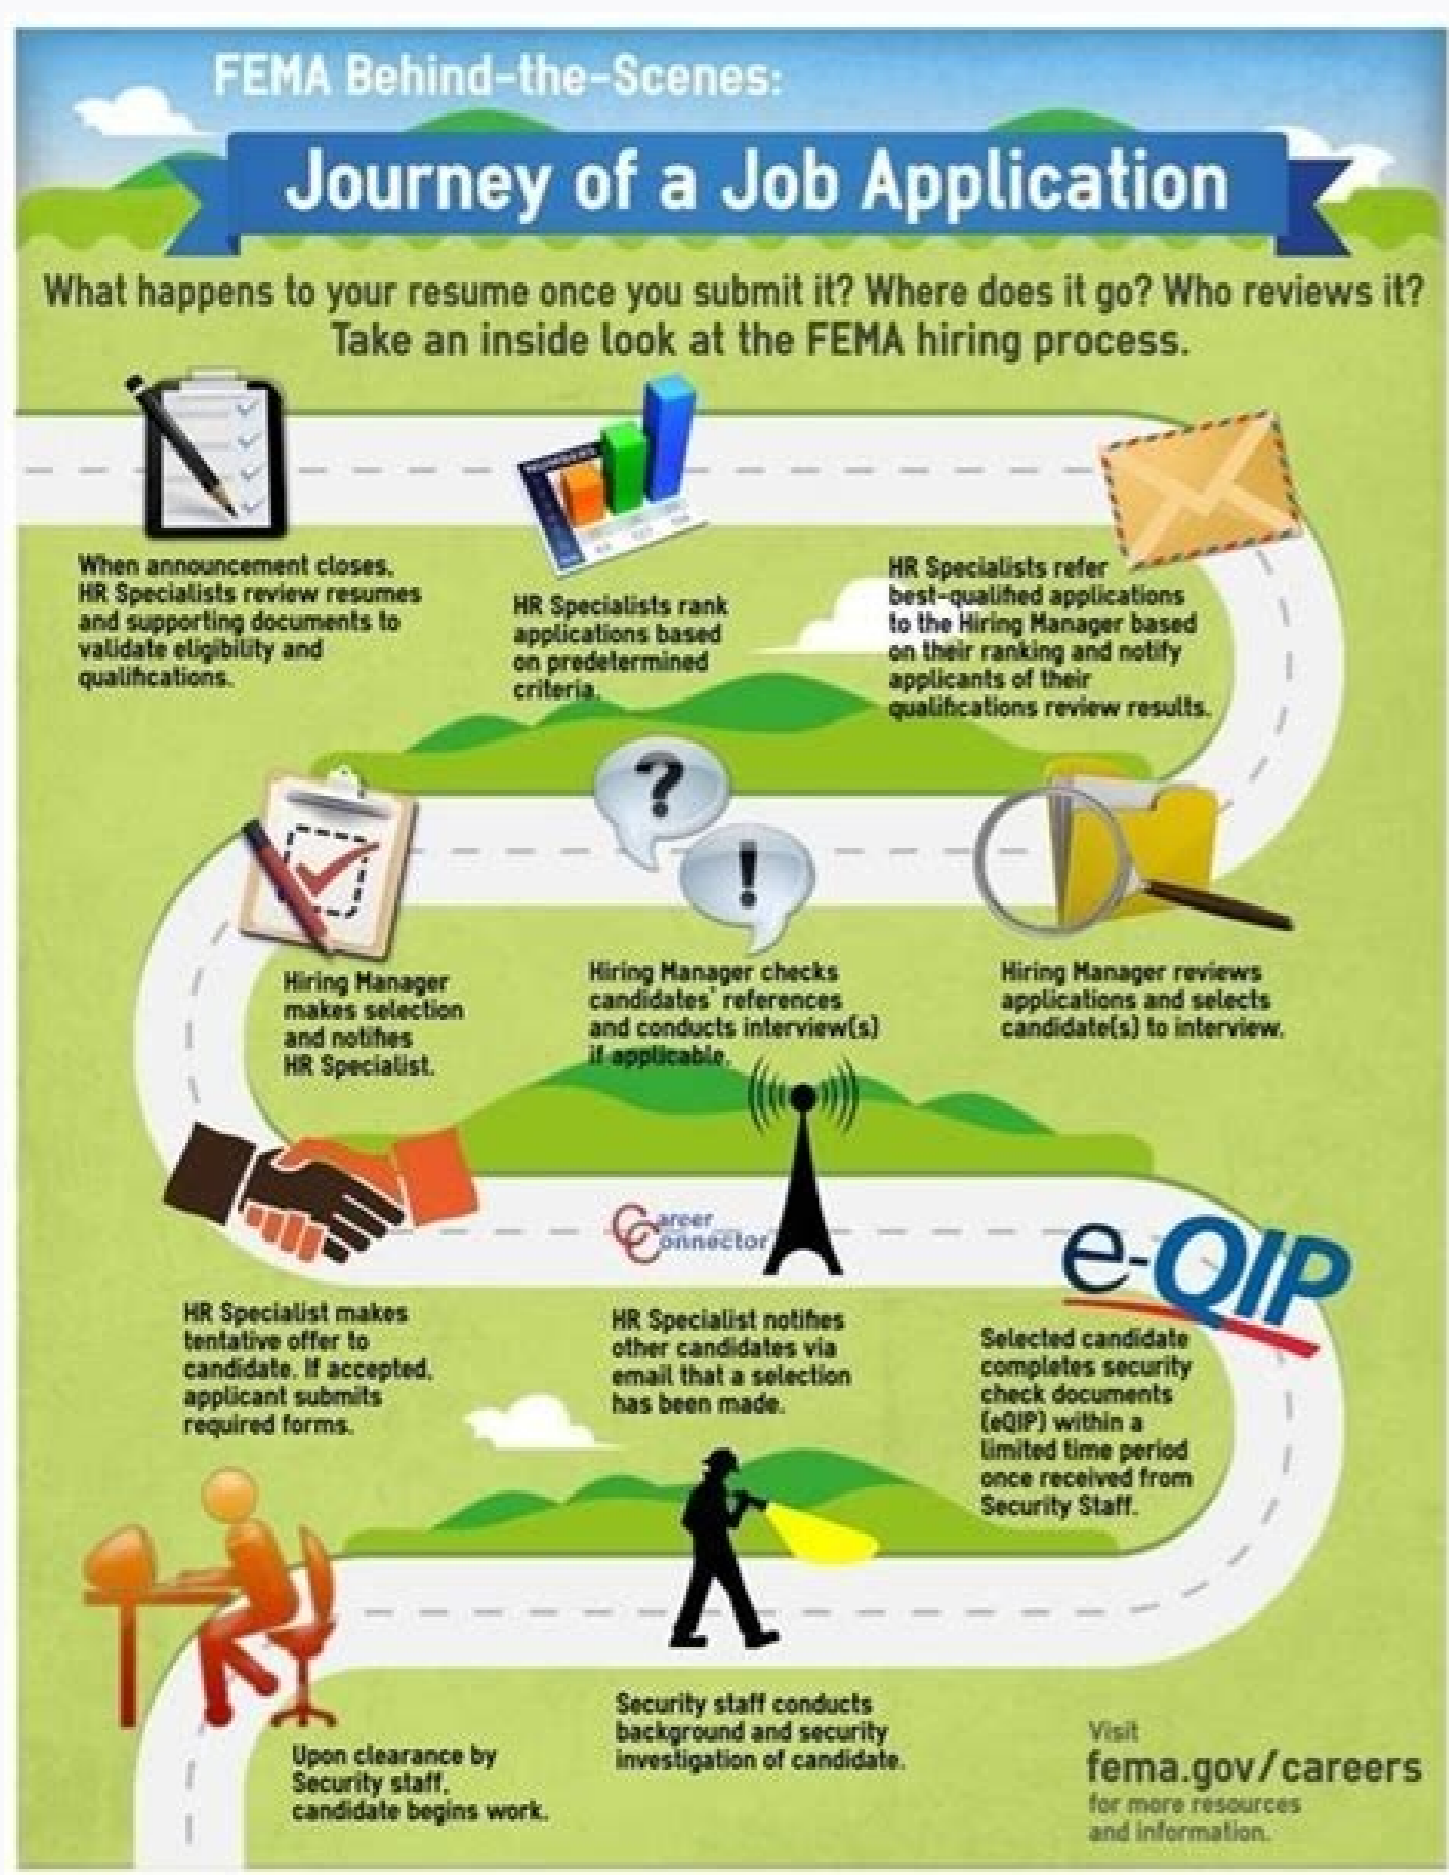 FEMA Behind-the-Scenes:
Journey of a Job Application
What happens to your resume once you submit it? Where does it go? Who reviews it?
Take an inside look at the FEMA hiring process.
When announcement closes,
HR Specialists review resumes
and supporting documents to
validate eligibility and
qualifications.
HR Specialists rank
applications based
on predetermined
criteria.
HR Specialists refer
best-qualified applications
to the Hiring Manager based
on their ranking and notify
applicants of their
qualifications review results.
?
!
Hiring Manager reviews
applications and selects
candidate(s) to interview.
Hiring Manager checks
candidates' references
and conducts interview(s)
if applicable.
Hiring Manager
makes selection
and notifies
HR Specialist.
HR Specialist makes
tentative offer to
candidate. If accepted,
applicant submits
required forms.
Career
Connector
HR Specialist notifies
other candidates via
email that a selection
has been made.
e-QIP
Selected candidate
completes security
check documents
(eQIP) within a
limited time period
once received from
Security Staff.
Security staff conducts
background and security
investigation of candidate.
Upon clearance by
Security staff,
candidate begins work.
Visit
fema.gov/careers
for more resources
and information.